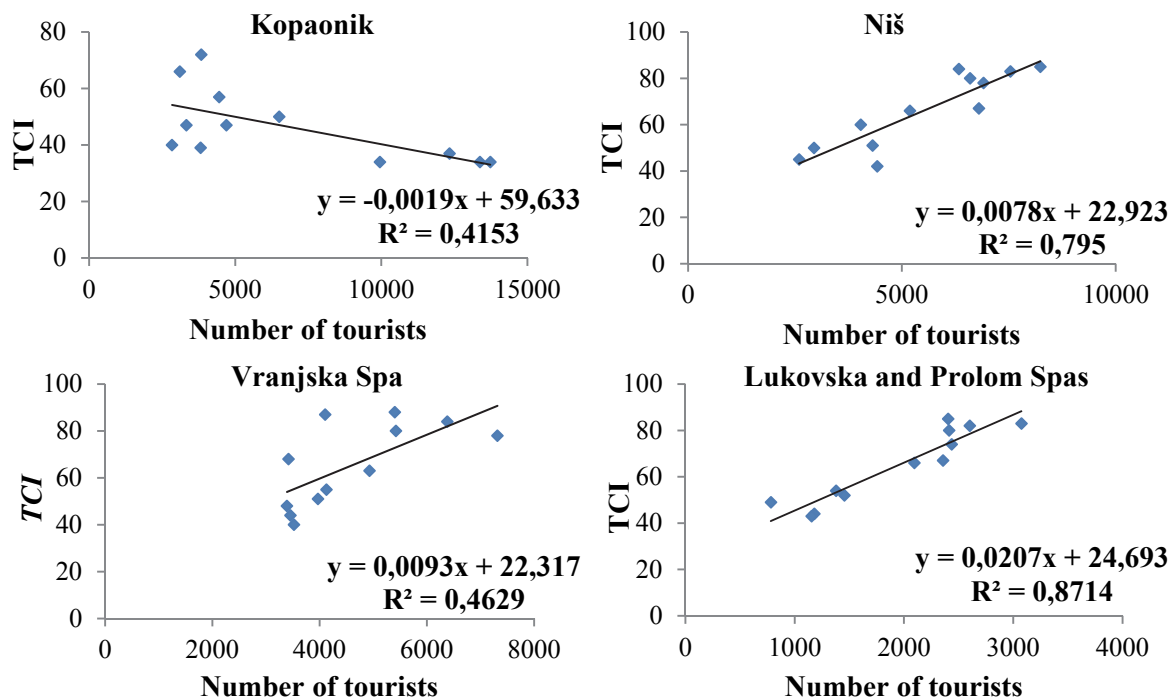 Kopaonik
80
60
40
20
0
TCI
y = -0,0019x + 59,633
R² = 0,4153
0 5000 10000 15000
Number of tourists
Niš
100
80
60
40
20
0
TCI
y = 0,0078x + 22,923
R² = 0,795
0 5000 10000
Number of tourists
Vranjska Spa
100
80
60
40
20
0
TCI
y = 0,0093x + 22,317
R² = 0,4629
0 2000 4000 6000 8000
Number of tourists
Lukovska and Prolom Spas
100
80
60
40
20
0
TCI
y = 0,0207x + 24,693
R² = 0,8714
0 1000 2000 3000 4000
Number of tourists